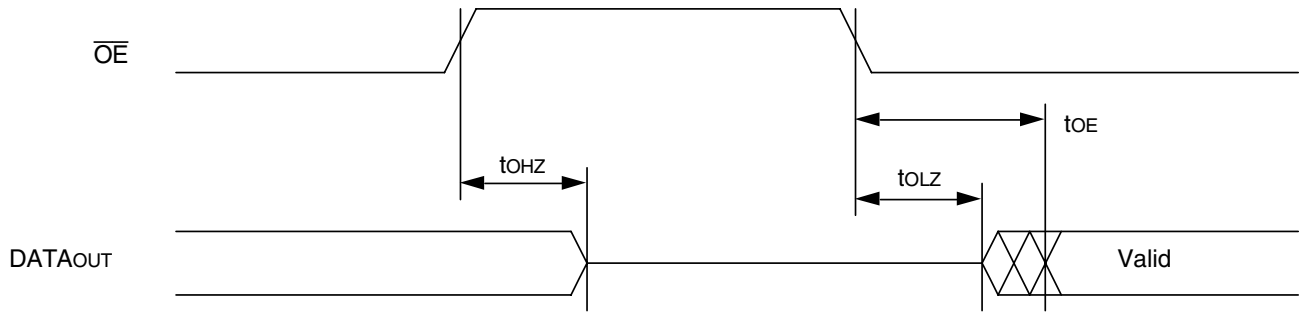 OE
tOE
tOHZ
tOLZ
DATAOUT
Valid